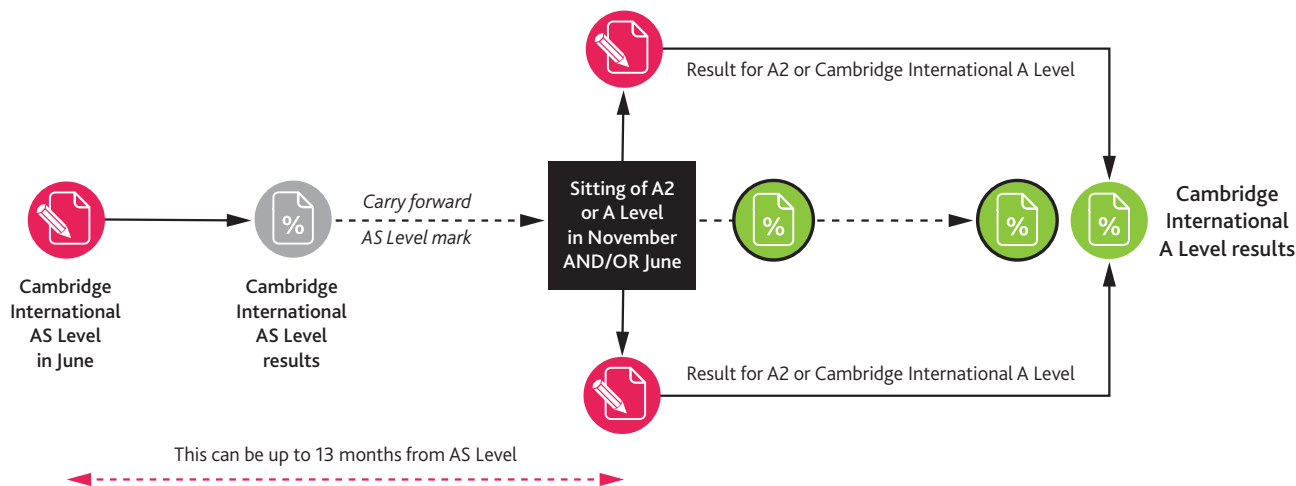 Result for A2 or Cambridge International A Level
Cambridge
International
AS Level
in June
%
Cambridge
International
AS Level
results
Carry forward
AS Level mark
Sitting of A2
or A Level
in November
AND/OR June
%
%
%
Cambridge
International
A Level results
Result for A2 or Cambridge International A Level
This can be up to 13 months from AS Level